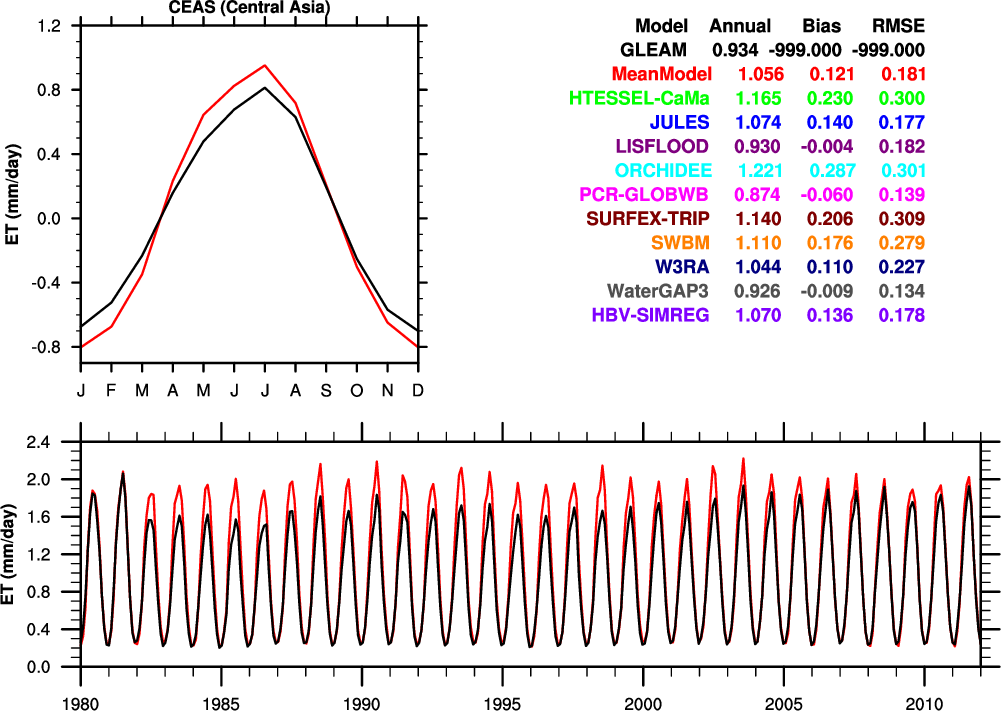 CEAS (Central Asia)
1.2
0.8
0.4
0.0
-0.4
-0.8
ET (mm/day)
J F M A M J J A S O N D
Model Annual Bias RMSE
GLEAM 0.934 -999.000 -999.000
MeanModel 1.056 0.121 0.181
HTESSEL-CaMa 1.165 0.230 0.300
JULES 1.074 0.140 0.177
LISFLOOD 0.930 -0.004 0.182
ORCHIDEE 1.221 0.287 0.301
PCR-GLOBWB 0.874 -0.060 0.139
SURFEX-TRIP 1.140 0.206 0.309
SWBM 1.110 0.176 0.279
W3RA 1.044 0.110 0.227
WaterGAP3 0.926 -0.009 0.134
HBV-SIMREG 1.070 0.136 0.178
2.4
2.0
1.6
1.2
0.8
0.4
0.0
ET (mm/day)
1980 1985 1990 1995 2000 2005 2010